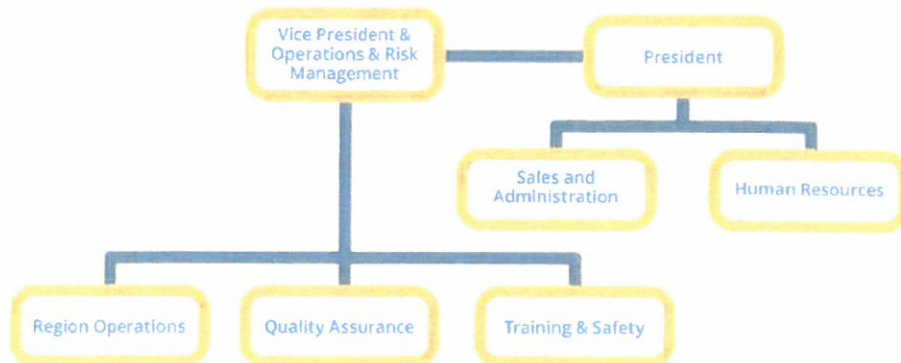 Vice President &
Operations & Risk
Management
President
Sales and
Administration
Human Resources
Region Operations
Quality Assurance
Training & Safety